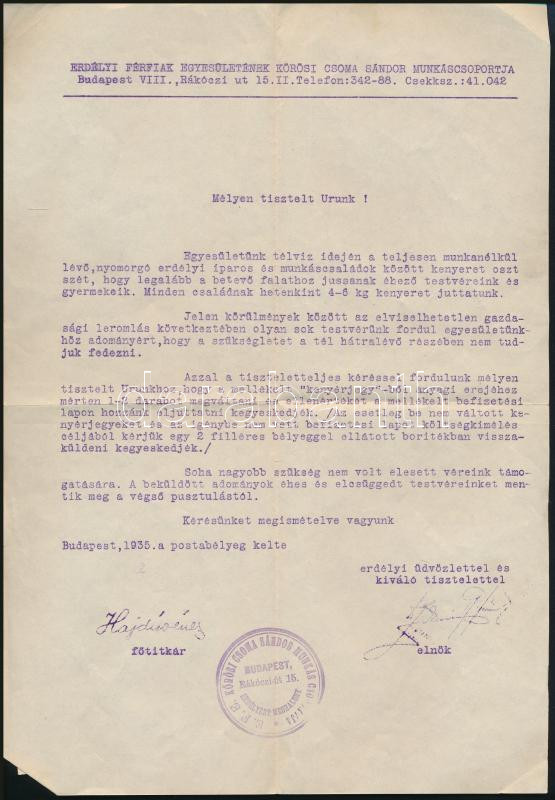 ERDÉLYI FÉRFIAK EGYESÜLETÉNEK KÖRÖSI CSOMA SÁNDOR MUNKÁSCSOPORTJA
Budapest VIII.,Rákóczi ut 15.II.Telefon:342-88. Csekksz.:41.042
Mélyen tisztelt Urunk !
Egyesületünk télviz idején a teljesen munkanélkül
lévő,nyomorgó erdélyi iparos és munkáscsaládok között kenyeret oszt
szét, hogy legalább a betevő falathoz jussanak éhező testvéreink és
gyermekeik. Minden családnak hetenkint 4-6 kg kenyeret juttatunk.
Jelen körülmények között az elviselhetetlen gazda-
sági leromlás következtében olyan sok testvérünk fordul egyesületünk-
höz adományért,hogy a szükségletet a tél hátralévő részében nem tud-
juk fedezni.
Azzal a tiszteletteljes kéréssel fordulunk mélyen
tisztelt Urunkhoz,hogy a mellékelt "kenyérjegy"-ből anyagi erejéhez
mérten darabot megváltani és ellenértékét a mellékelt befizetési
lapon hozzánk eljuttatni kegyeskedjék. /Az esetleg be nem váltott ke-
nyérjegyeket és az igénybe nem vett befizetési lapot költségkimélés
céljából kérjük egy 2 filléres bélyeggel ellátott boritékban vissza-
küldeni kegyeskedjék./
Soha nagyobb szükség nem volt elesett véreink támo-
gatására. A beküldött adományok éhes és elcsüggedt testvéreinket men-
tik meg a végső pusztulástól.
Kérésünket megismételve vagyunk
Budapest,1935.a postabélyeg kelte
erdélyi üdvözlettel és
kiváló tisztelettel
főtitkár
elnök
E. F. E. KŐRÖSI CSOMA SÁNDOR MUNKÁS CSO
BUDAPEST,
Rákóczi-út 15.
darabanth